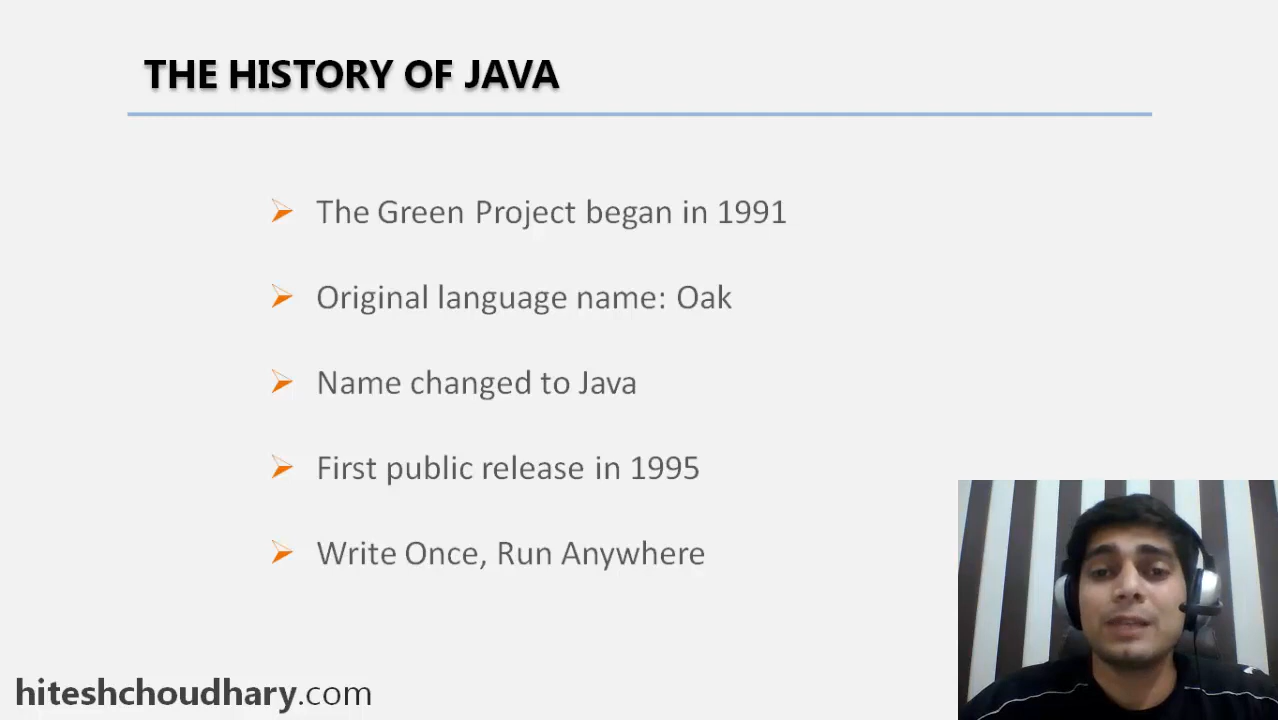 THE HISTORY OF JAVA
The Green Project began in 1991
Original language name: Oak
Name changed to Java
First public release in 1995
Write Once, Run Anywhere
hiteshchoudhary.com